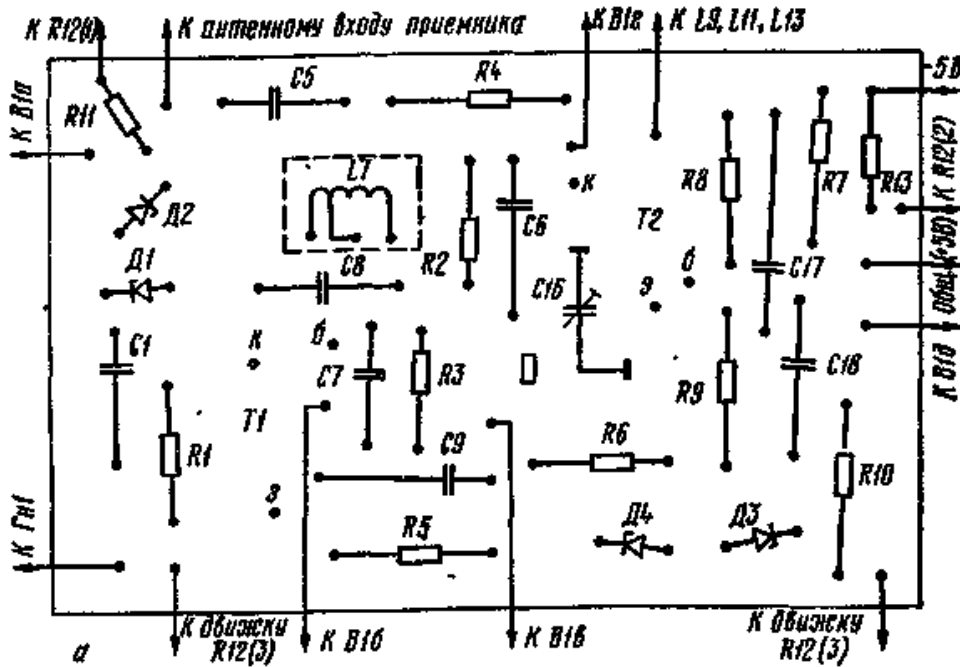 К R12(1) К антенному входу приемника К В1г К L9, L11, L13
-5В
C5 R4
R11
К В1а
К R12(2)
L7
R8 R7 R13
к
Д2
C6
T2
R2
Общ.(+5В)
Д1 C8 б C17
C16 э
C1 к б C7 R3
К В1д
R9 C18
T1
R1 C9 R6 R10
э
Д4 Д3
К Гн1
R5
К движку
R12(3)
К В1б К В1в
К движку
R12(3)
а